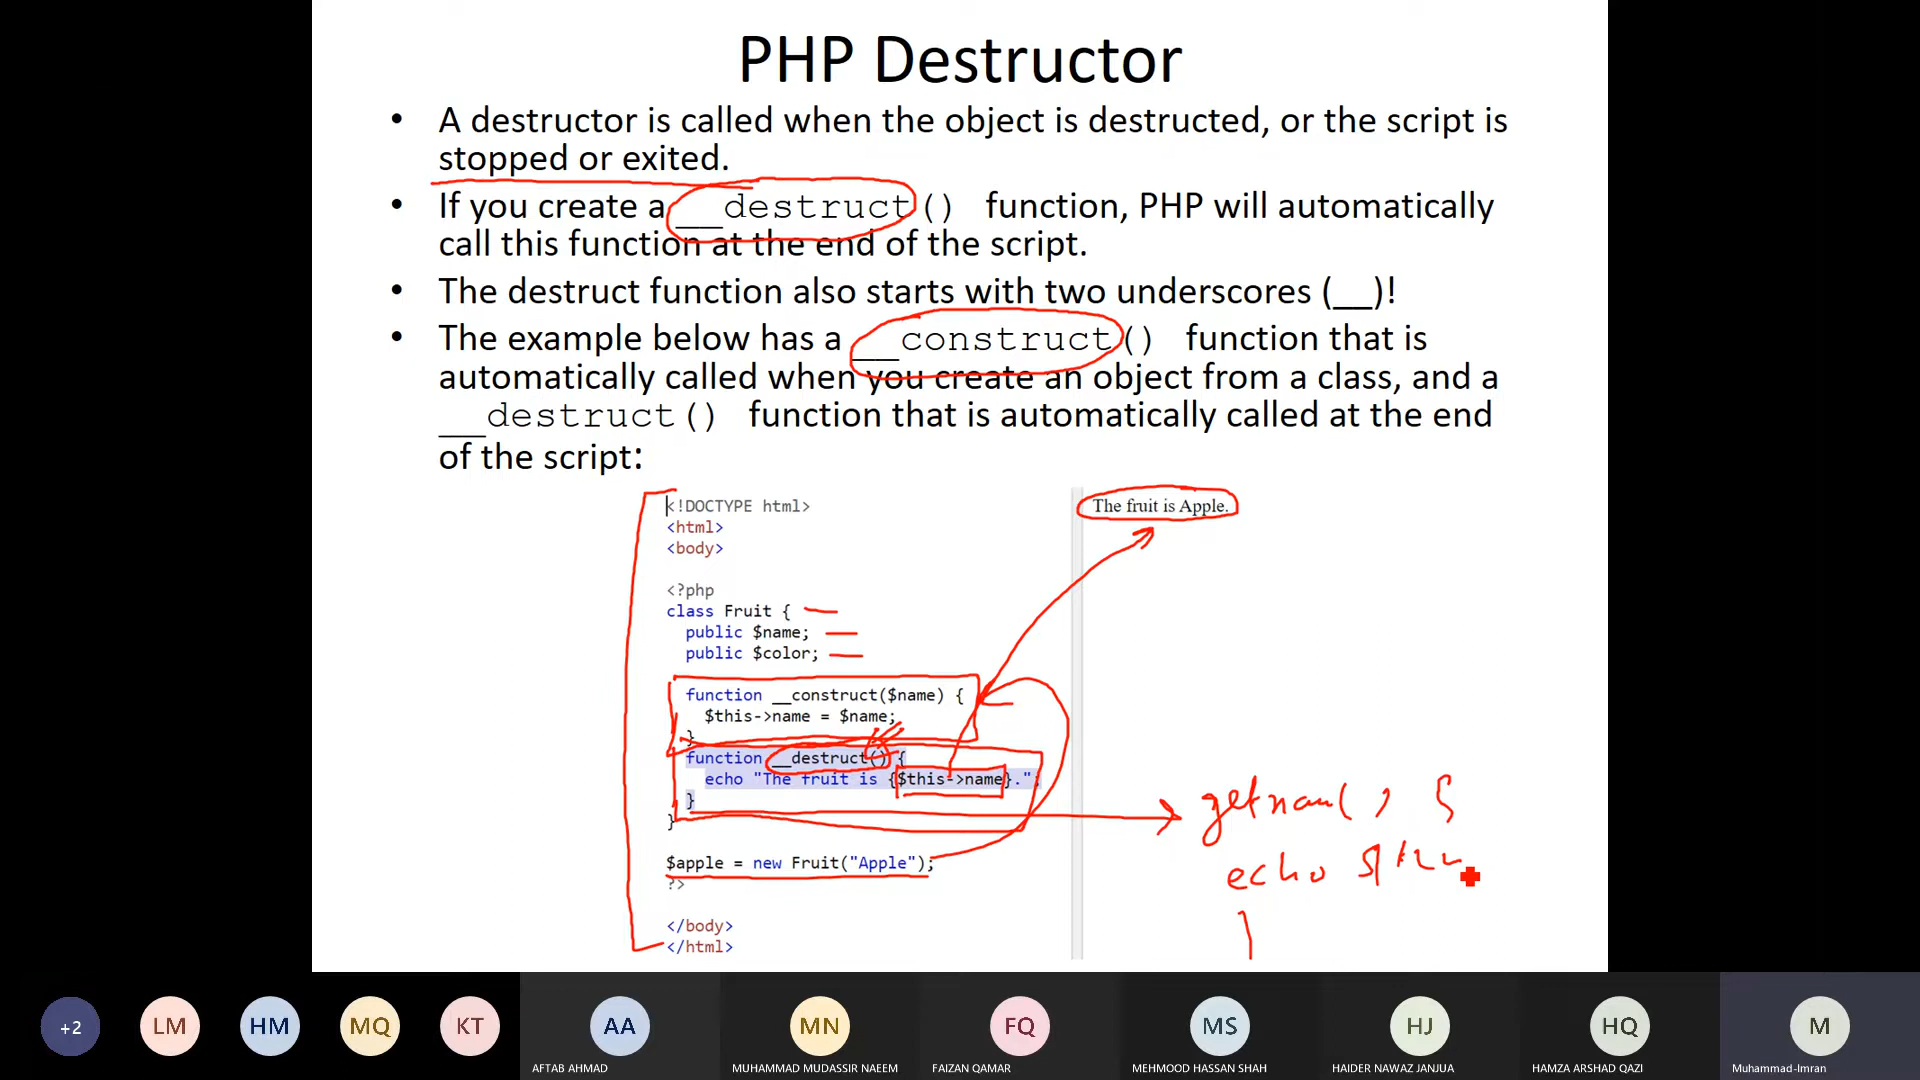 PHP Destructor
• A destructor is called when the object is destructed, or the script is
stopped or exited.
• If you create a __destruct() function, PHP will automatically
call this function at the end of the script.
• The destruct function also starts with two underscores (__)!
• The example below has a __construct() function that is
automatically called when you create an object from a class, and a
__destruct() function that is automatically called at the end
of the script:
<!DOCTYPE html>
<html>
<body>
<?php
class Fruit {
public $name;
public $color;
function __construct($name) {
$this->name = $name;
}
function __destruct() {
echo "The fruit is {$this->name}.";
}
}
$apple = new Fruit("Apple");
?>
</body>
</html>
The fruit is Apple.
echo
}
+2
LM
HM
MQ
KT
AA
AFTAB AHMAD
MN
MUHAMMAD MUDASSIR NAEEM
FQ
FAIZAN QAMAR
MS
MEHMOOD HASSAN SHAH
HJ
HAIDER NAWAZ JANJUA
HQ
HAMZA ARSHAD QAZI
M
Muhammad-Imran